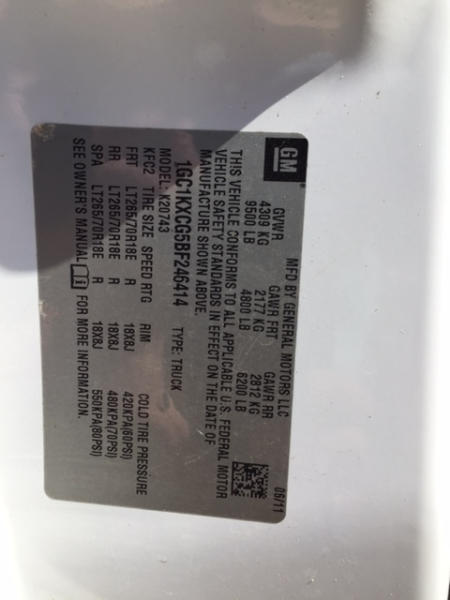 GM
MFD BY GENERAL MOTORS LLC 06/11
GVWR GAWR FRT GAWR RR
4309 KG 2177 KG 2812 KG
9500 LB 4800 LB 6200 LB
THIS VEHICLE CONFORMS TO ALL APPLICABLE U.S. FEDERAL MOTOR
VEHICLE SAFETY STANDARDS IN EFFECT ON THE DATE OF
MANUFACTURE SHOWN ABOVE.
1GC1KXCG5BF246414 TYPE: TRUCK
MODEL: K20743
KFC2 TIRE SIZE SPEED RTG RIM COLD TIRE PRESSURE
FRT LT265/70R18E R 18X8J 420KPA(60PSI)
RR LT265/70R18E R 18X8J 480KPA(70PSI)
SPA LT265/70R18E R 18X8J 550KPA(80PSI)
SEE OWNER'S MANUAL FOR MORE INFORMATION.